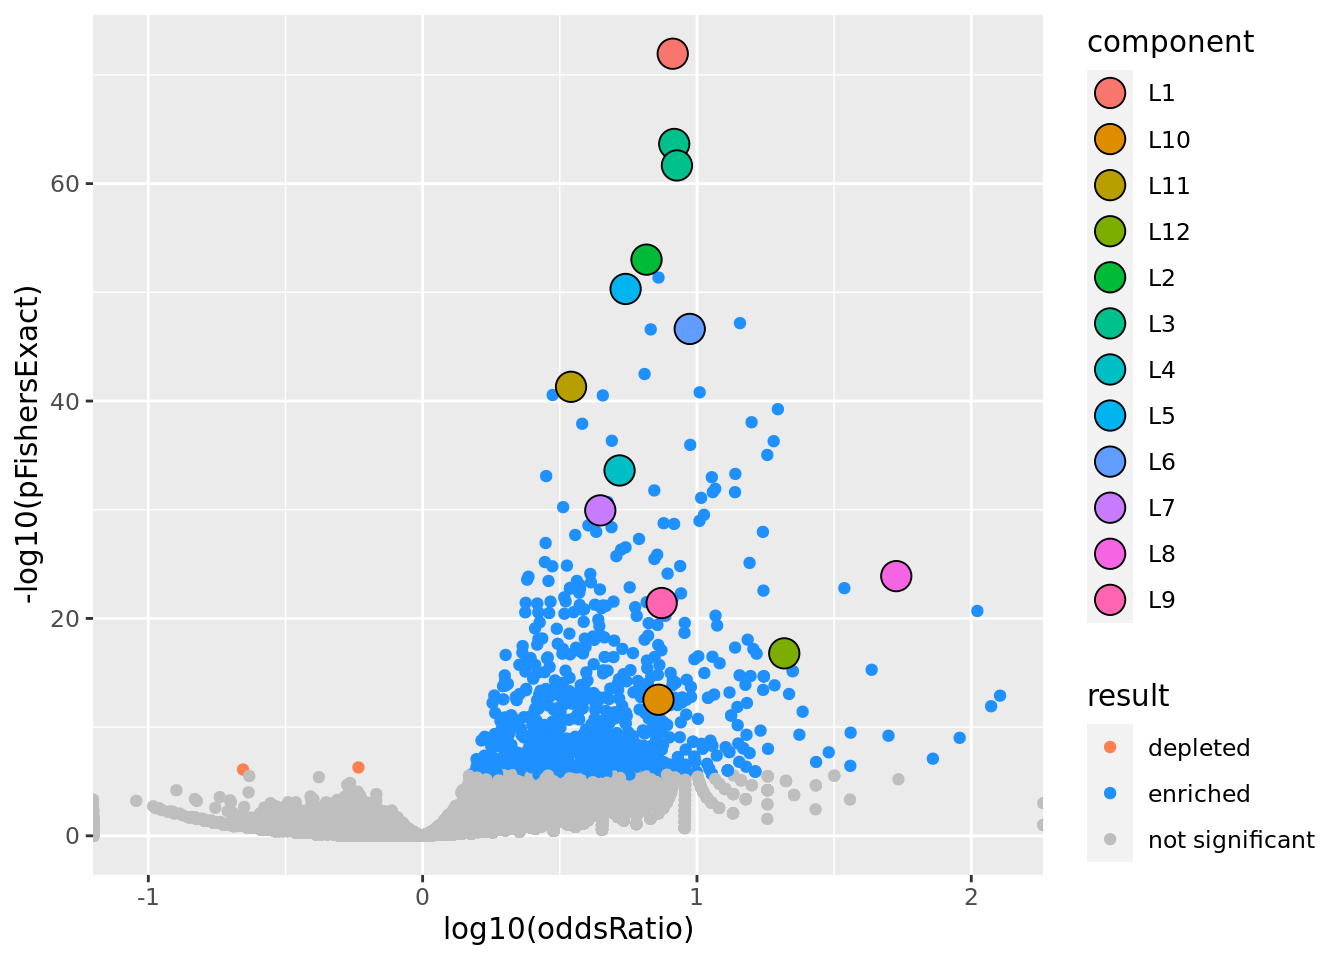 component
L1
L10
L11
L12
L2
L3
L4
L5
L6
L7
L8
L9
result
depleted
enriched
not significant
-log10(pFishersExact)
60
40
20
0
-1
0
1
2
log10(oddsRatio)